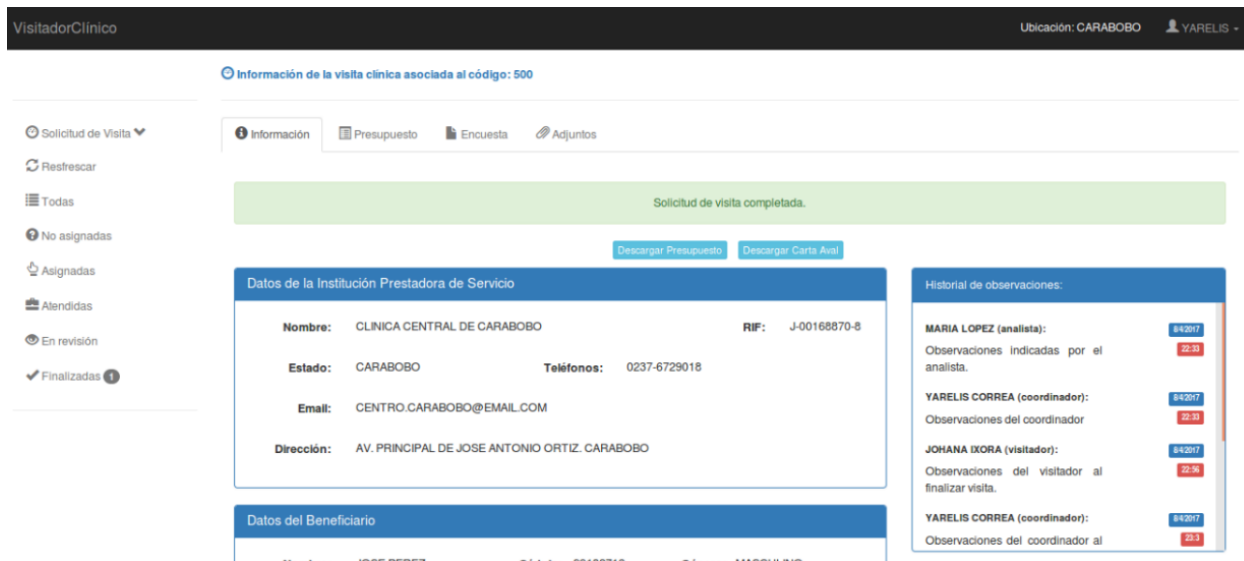 VisitadorClínico
Ubicación: CARABOBO
YARELIS
Información de la visita clínica asociada al código: 500
Solicitud de Visita
Resfrescar
Todas
No asignadas
Asignadas
Atendidas
En revisión
Finalizadas 1
Información
Presupuesto
Encuesta
Adjuntos
Solicitud de visita completada.
Descargar Presupuesto
Descargar Carta Aval
Datos de la Institución Prestadora de Servicio
Nombre: CLINICA CENTRAL DE CARABOBO RIF: J-00168870-8
Estado: CARABOBO Teléfonos: 0237-6729018
Email: CENTRO.CARABOBO@EMAIL.COM
Dirección: AV. PRINCIPAL DE JOSE ANTONIO ORTIZ. CARABOBO
Datos del Beneficiario
Historial de observaciones:
MARIA LOPEZ (analista): 8/4/2017
Observaciones indicadas por el 22:33
analista.
YARELIS CORREA (coordinador): 8/4/2017
Observaciones del coordinador 22:33
JOHANA IXORA (visitador): 8/4/2017
Observaciones del visitador al 22:56
finalizar visita.
YARELIS CORREA (coordinador): 8/4/2017
Observaciones del coordinador al 23:3